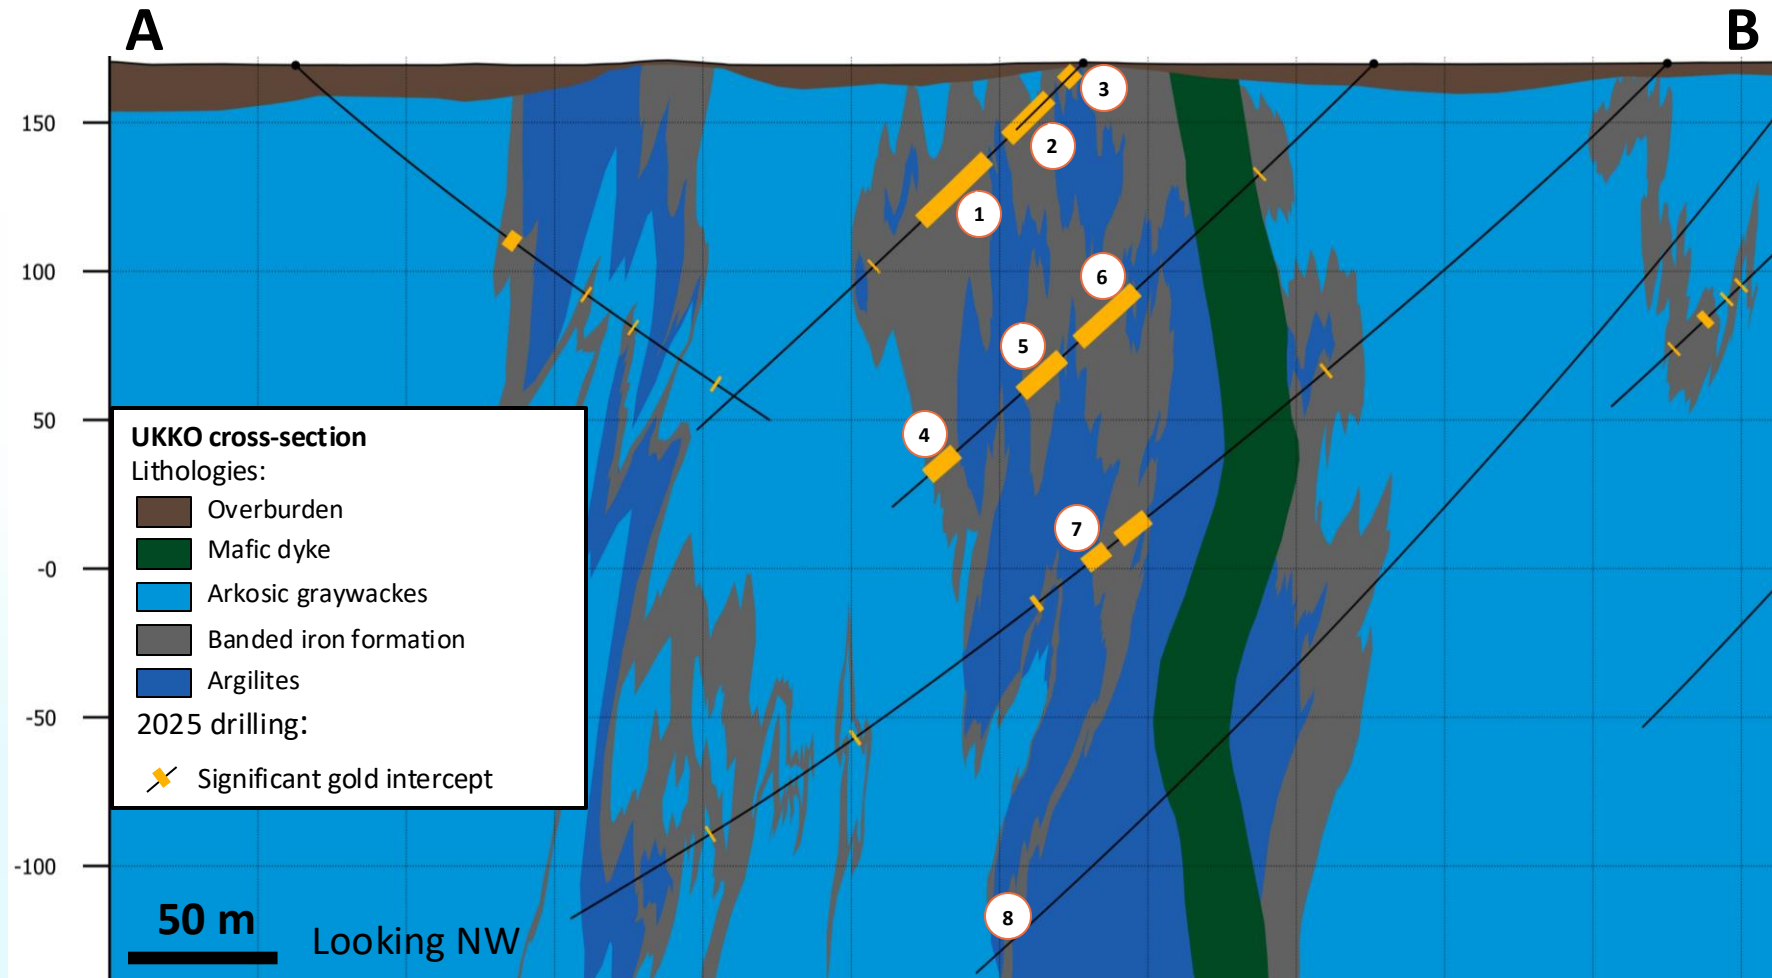 A
B
150
100
50
-0
-50
-100
3
2
1
6
5
4
7
8
UKKO cross-section
Lithologies:
Overburden
Mafic dyke
Arkosic graywackes
Banded iron formation
Argilites
2025 drilling:
Significant gold intercept
50 m
Looking NW